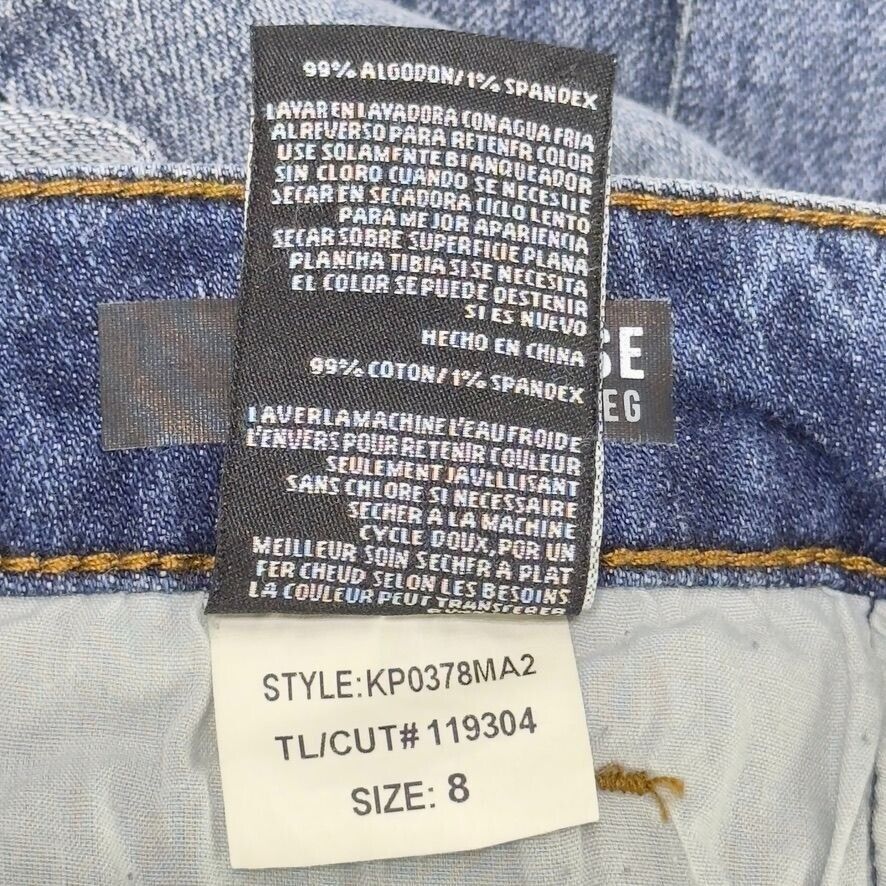 99% ALGODON/1% SPANDEX
LAVAR EN LAVADORA CON AGUA FRIA
AL REVERSO PARA RETENER COLOR
USE SOLAMENTE BLANQUEADOR
SIN CLORO CUANDO SE NECESITE
SECAR EN SECADORA CICLO LENTO
PARA MEJOR APARIENCIA
SECAR SOBRE SUPERFICIE PLANA
PLANCHA TIBIA SI SE NECESITA
EL COLOR SE PUEDE DESTENIR
SI ES NUEVO
HECHO EN CHINA
99% COTON/1% SPANDEX
LAVER LA MACHINE L'EAU FROIDE
L'ENVERS POUR RETENIR COULEUR
SEULEMENT JAVELLISANT
SANS CHLORE SI NECESSAIRE
SECHER A LA MACHINE
CYCLE DOUX, POR UN
MEILLEUR SOIN SECHER A PLAT
FER CHEUD SELON LES BESOINS
LA COULEUR PEUT TRANSFERER
SE
EG
STYLE:KP0378MA2
TL/CUT# 119304
SIZE: 8